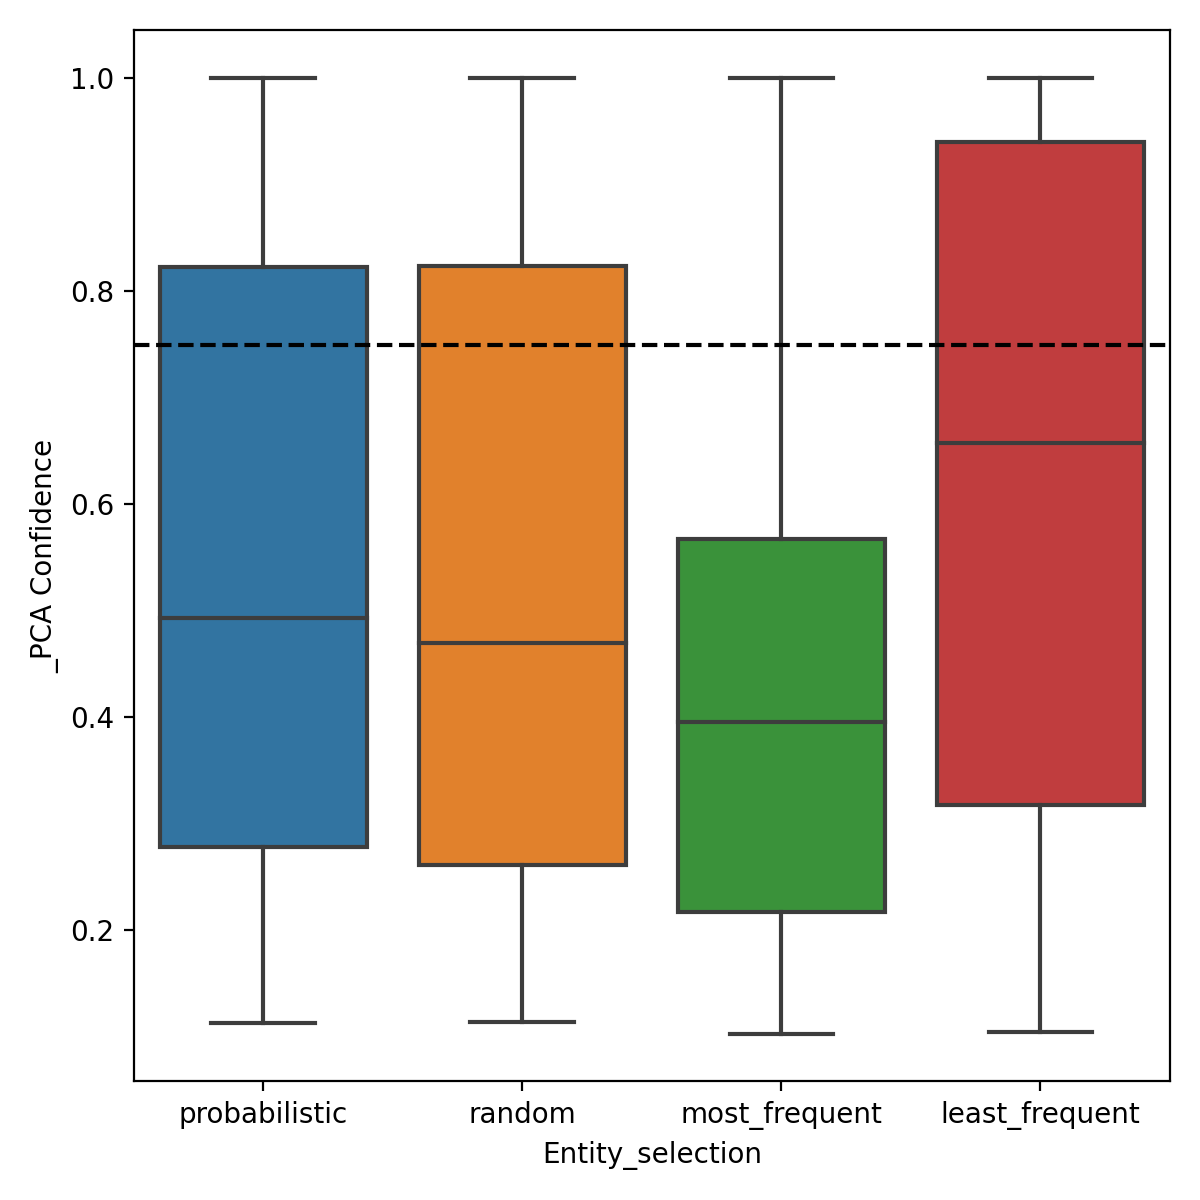 1.0
0.8
0.6
0.4
0.2
_PCA Confidence
probabilistic
random
most_frequent
least_frequent
Entity_selection